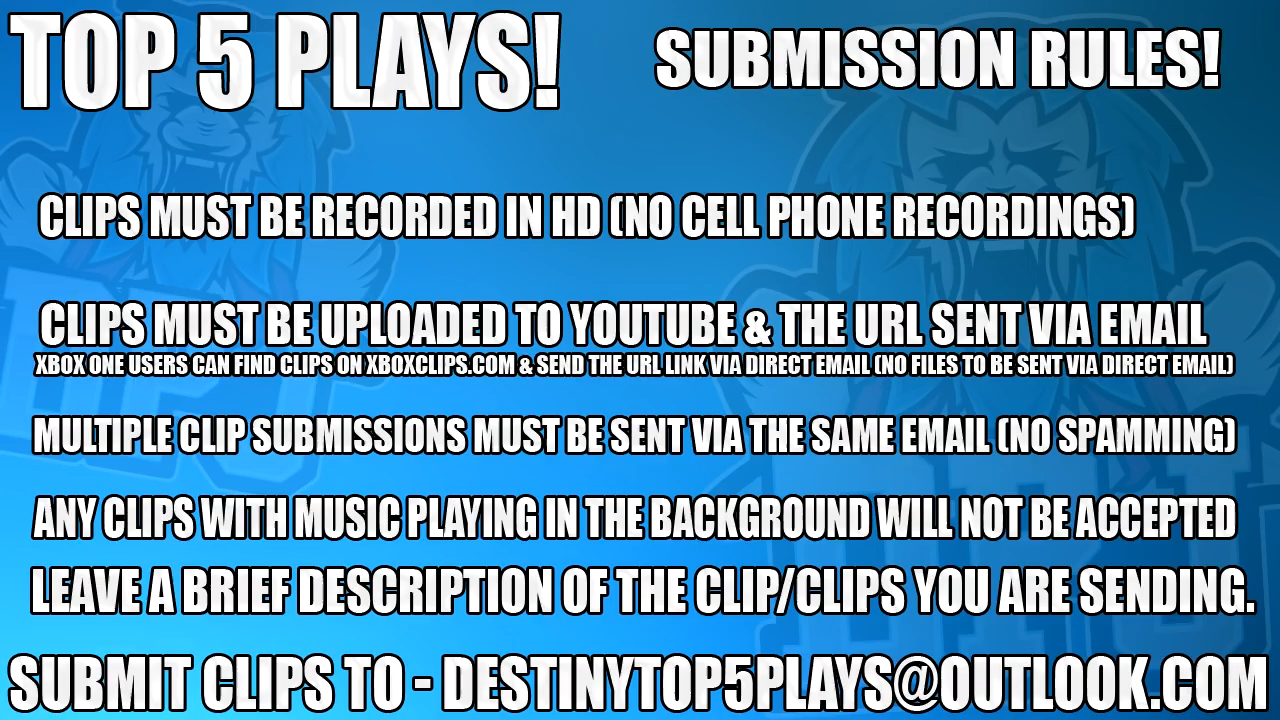 TOP 5 PLAYS!
SUBMISSION RULES!
CLIPS MUST BE RECORDED IN HD (NO CELL PHONE RECORDINGS)
CLIPS MUST BE UPLOADED TO YOUTUBE & THE URL SENT VIA EMAIL
XBOX ONE USERS CAN FIND CLIPS ON XBOXCLIPS.COM & SEND THE URL LINK VIA DIRECT EMAIL (NO FILES TO BE SENT VIA DIRECT EMAIL)
MULTIPLE CLIP SUBMISSIONS MUST BE SENT VIA THE SAME EMAIL (NO SPAMMING)
ANY CLIPS WITH MUSIC PLAYING IN THE BACKGROUND WILL NOT BE ACCEPTED
LEAVE A BRIEF DESCRIPTION OF THE CLIP/CLIPS YOU ARE SENDING.
SUBMIT CLIPS TO - DESTINYTOP5PLAYS@OUTLOOK.COM